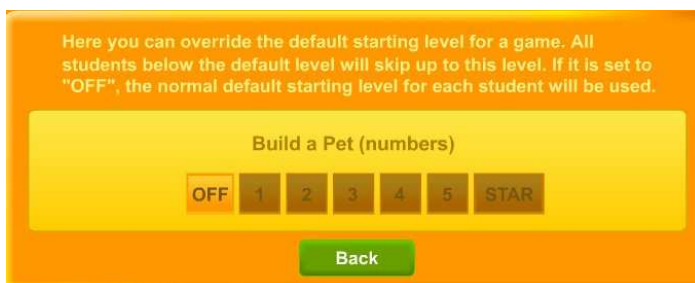 Here you can override the default starting level for a game. All
students below the default level will skip up to this level. If it is set to
"OFF", the normal default starting level for each student will be used.
Build a Pet (numbers)
OFF 1 2 3 4 5 STAR
Back